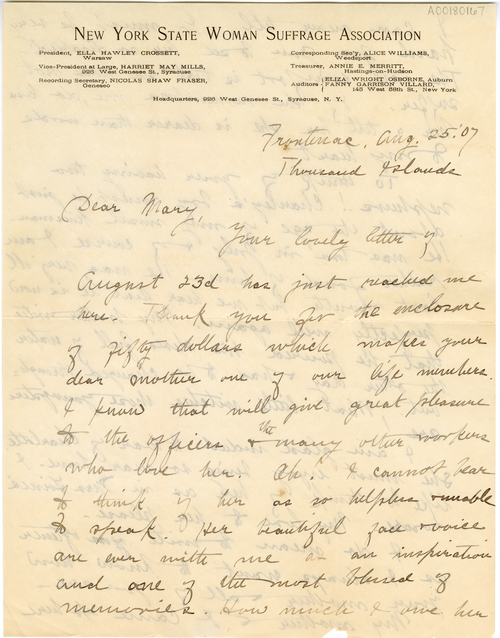 A00180167
NEW YORK STATE WOMAN SUFFRAGE ASSOCIATION
President, ELLA HAWLEY CROSSETT,
Warsaw
Vice-President at Large, HARRIET MAY MILLS,
926 West Genesee St., Syracuse
Recording Secretary, NICOLAS SHAW FRASER,
Geneseo
Corresponding Sec'y, ALICE WILLIAMS,
Weedsport
Treasurer, ANNIE E. MERRITT,
Hastings-on-Hudson
Auditors ELIZA WRIGHT OSBORNE, Auburn
FANNY GARRISON VILLARD,
145 West 58th St., New York
Headquarters, 926 West Genesee St., Syracuse, N. Y.
Frontenac, Aug. 25.'07
Thousand Islands
Dear Mary,
Your lovely letter of
August 23d has just reached me
here. Thank you for the enclosure
of fifty dollars which makes your
dear mother one of our life members.
I know that will give great pleasure
to the officers & the many other workers
who love her. Oh! I cannot bear
to think of her as so helpless & unable
to speak. Her beautiful face & voice
are ever with me as an inspiration
and one of the most blessed of
memories. How much I owe her